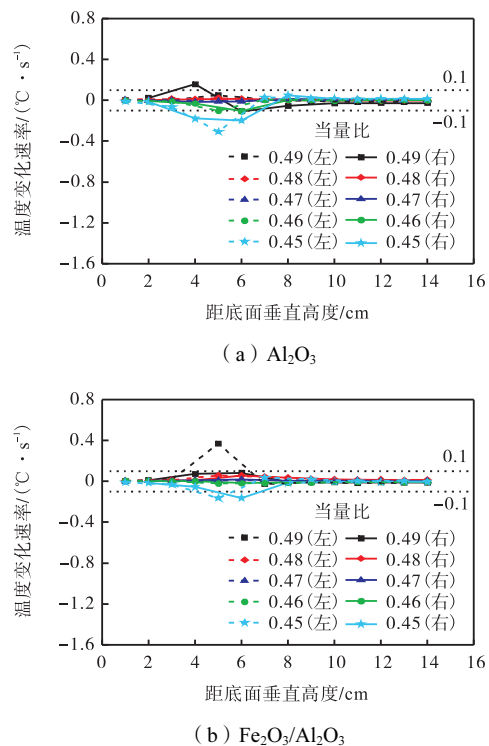 0.8
0.4
0
−0.4
−0.8
−1.2
−1.6
温度变化速率/(℃·s⁻¹)
0.1
−0.1
当量比
0.49(左) 0.49(右)
0.48(左) 0.48(右)
0.47(左) 0.47(右)
0.46(左) 0.46(右)
0.45(左) 0.45(右)
0 2 4 6 8 10 12 14 16
距底面垂直高度/cm
(a) Al₂O₃
0.8
0.4
0
−0.4
−0.8
−1.2
−1.6
温度变化速率/(℃·s⁻¹)
0.1
−0.1
当量比
0.49(左) 0.49(右)
0.48(左) 0.48(右)
0.47(左) 0.47(右)
0.46(左) 0.46(右)
0.45(左) 0.45(右)
0 2 4 6 8 10 12 14 16
距底面垂直高度/cm
(b) Fe₂O₃/Al₂O₃